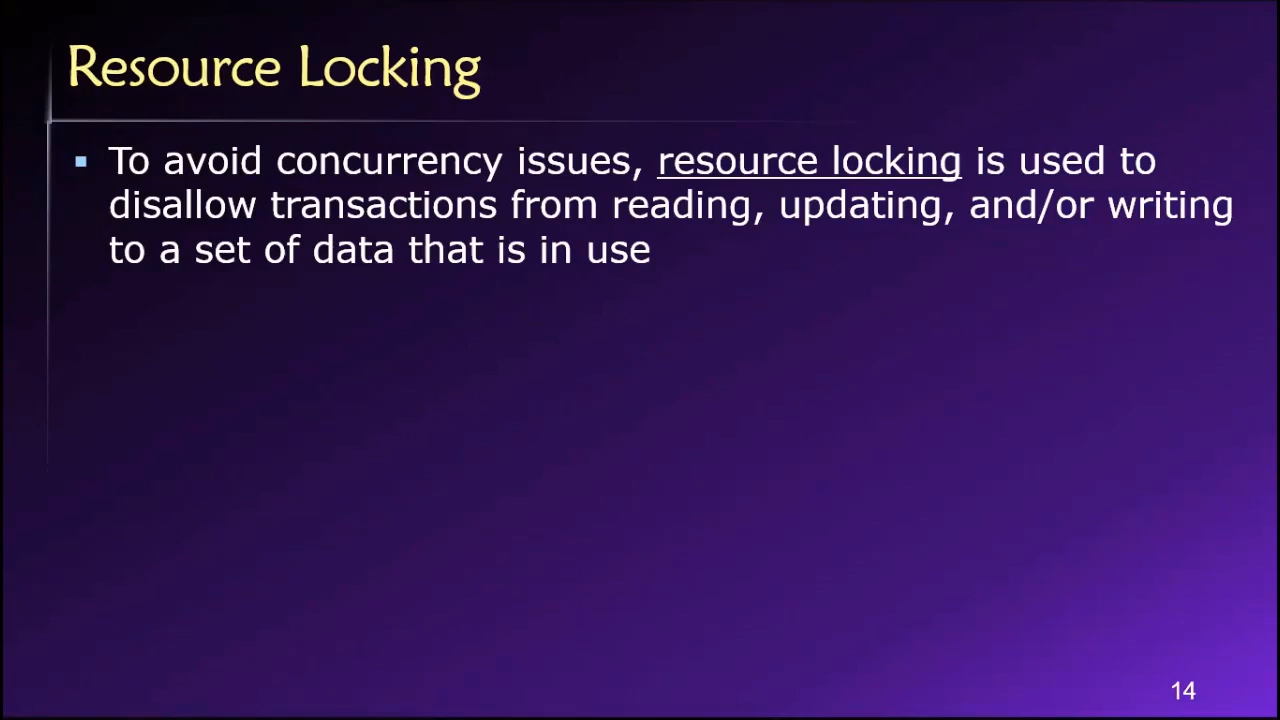 Resource Locking
▪ To avoid concurrency issues, resource locking is used to
disallow transactions from reading, updating, and/or writing
to a set of data that is in use
14